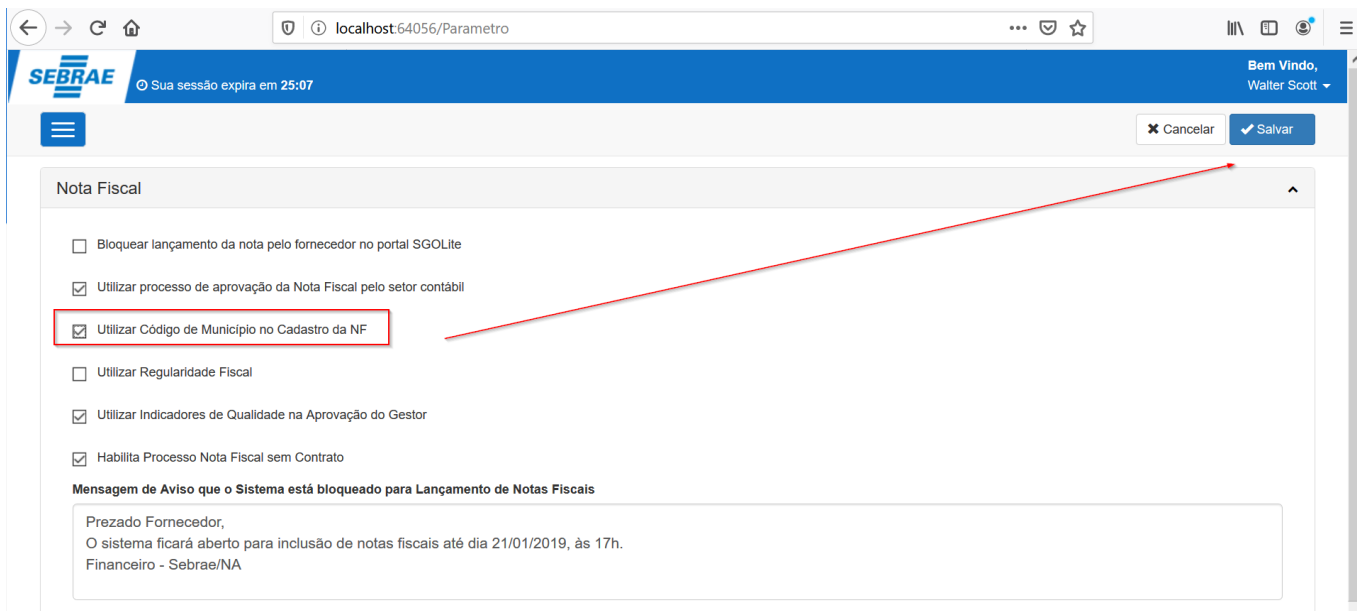 localhost:64056/Parametro
SEBRAE
Sua sessão expira em 25:07
Bem Vindo,
Walter Scott
Cancelar
Salvar
Nota Fiscal
Bloquear lançamento da nota pelo fornecedor no portal SGOLite
Utilizar processo de aprovação da Nota Fiscal pelo setor contábil
Utilizar Código de Município no Cadastro da NF
Utilizar Regularidade Fiscal
Utilizar Indicadores de Qualidade na Aprovação do Gestor
Habilita Processo Nota Fiscal sem Contrato
Mensagem de Aviso que o Sistema está bloqueado para Lançamento de Notas Fiscais
Prezado Fornecedor,
O sistema ficará aberto para inclusão de notas fiscais até dia 21/01/2019, às 17h.
Financeiro - Sebrae/NA